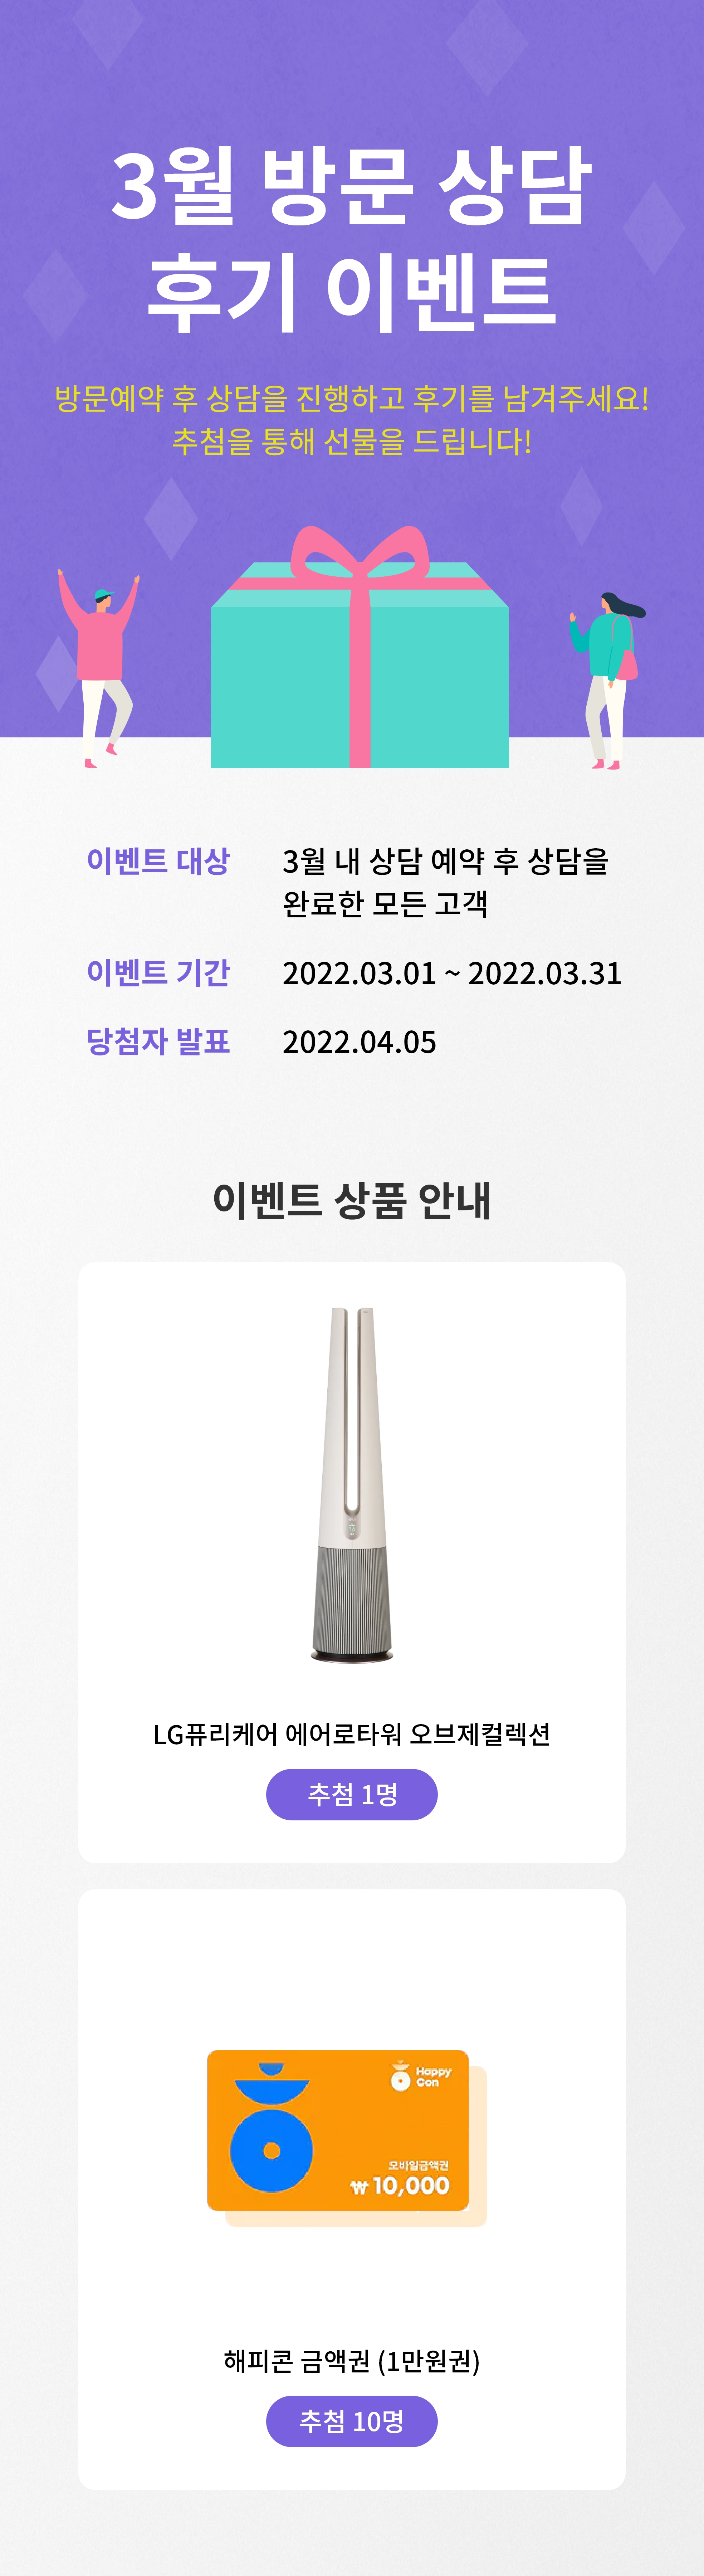 3월 방문 상담
후기 이벤트
방문예약 후 상담을 진행하고 후기를 남겨주세요!
추첨을 통해 선물을 드립니다!
이벤트 대상 3월 내 상담 예약 후 상담을
완료한 모든 고객
이벤트 기간 2022.03.01 ~ 2022.03.31
당첨자 발표 2022.04.05
이벤트 상품 안내
LG퓨리케어 에어로타워 오브제컬렉션
추첨 1명
Happy
Con
모바일금액권
₩10,000
해피콘 금액권 (1만원권)
추첨 10명